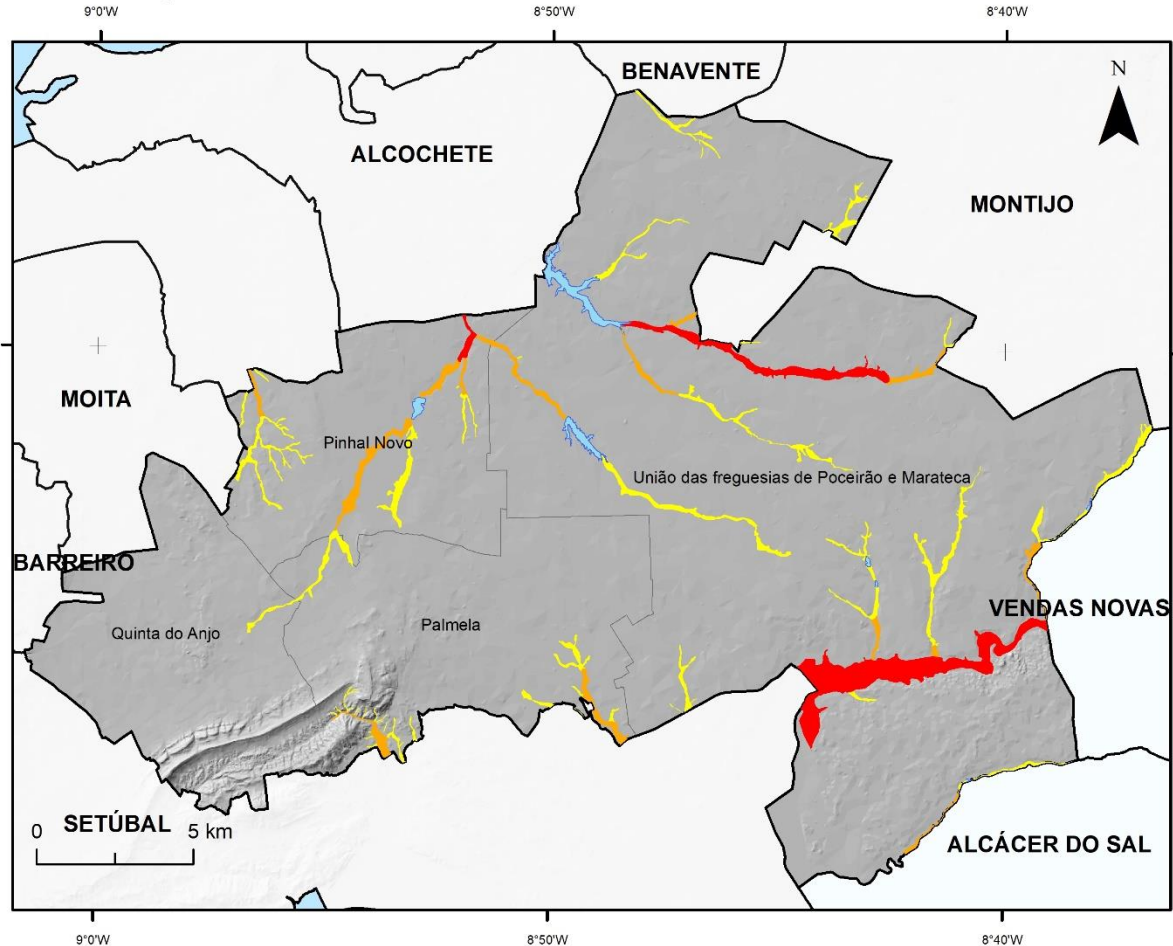 9°0'W 8°50'W 8°40'W
BENAVENTE
N
ALCOCHETE
MONTIJO
MOITA
Pinhal Novo
União das freguesias de Poceirão e Marateca
BARREIRO
VENDAS NOVAS
Quinta do Anjo
Palmela
SETÚBAL
0 5 km
ALCÁCER DO SAL
9°0'W 8°50'W 8°40'W